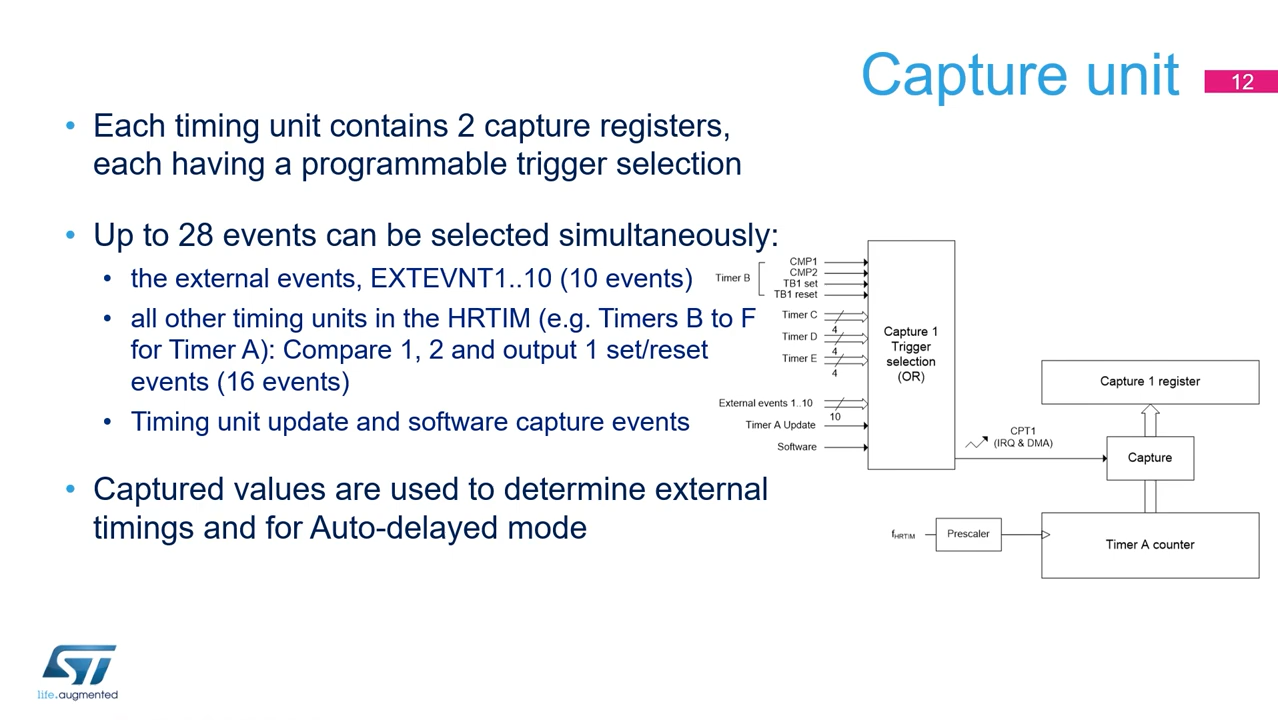 Capture unit
12
• Each timing unit contains 2 capture registers,
each having a programmable trigger selection
• Up to 28 events can be selected simultaneously:
• the external events, EXTEVNT1..10 (10 events)
• all other timing units in the HRTIM (e.g. Timers B to F
for Timer A): Compare 1, 2 and output 1 set/reset
events (16 events)
• Timing unit update and software capture events
• Captured values are used to determine external
timings and for Auto-delayed mode
Timer B
CMP1
CMP2
TB1 set
TB1 reset
Timer C
4
Timer D
4
Timer E
4
External events 1..10
10
Timer A Update
Software
Capture 1
Trigger
selection
(OR)
CPT1
(IRQ & DMA)
Capture 1 register
Capture
fHRTIM
Prescaler
Timer A counter
ST
life.augmented